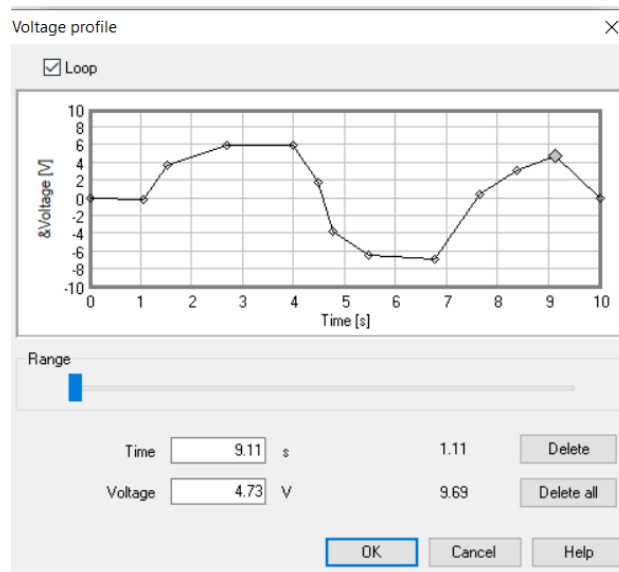 Voltage profile
Loop
10
8
6
4
2
0
-2
-4
-6
-8
-10
&Voltage [V]
0 1 2 3 4 5 6 7 8 9 10
Time [s]
Range
Time 9.11 s 1.11 Delete
Voltage 4.73 V 9.69 Delete all
OK Cancel Help